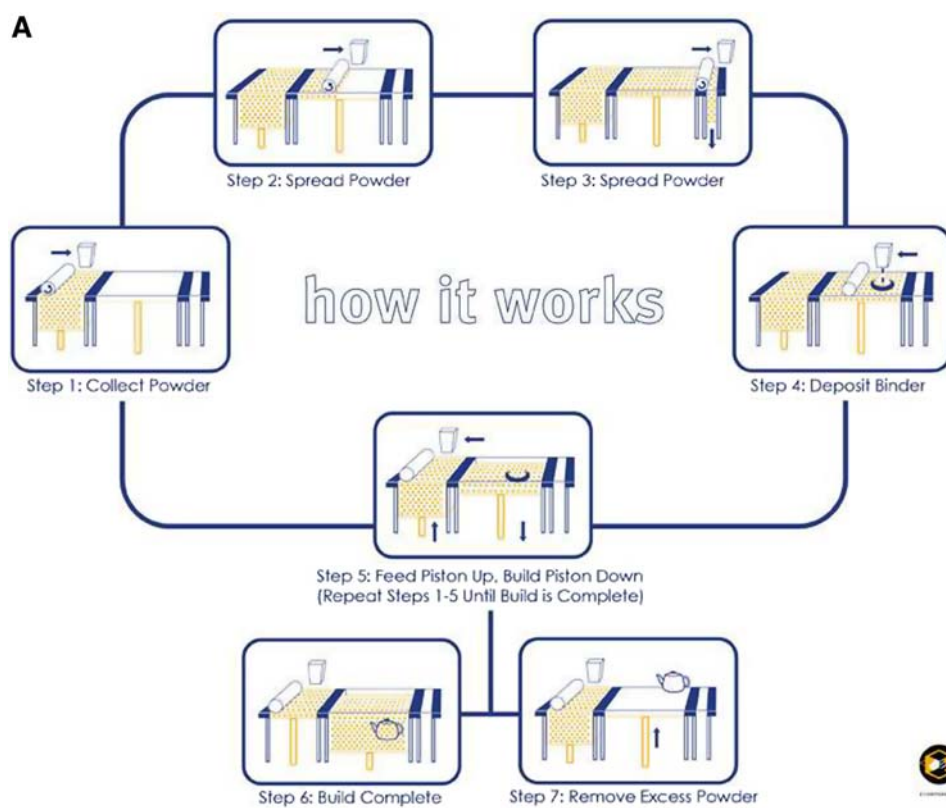 A
Step 2: Spread Powder
Step 3: Spread Powder
how it works
Step 1: Collect Powder
Step 4: Deposit Binder
Step 5: Feed Piston Up, Build Piston Down
(Repeat Steps 1-5 Until Build is Complete)
Step 6: Build Complete
Step 7: Remove Excess Powder